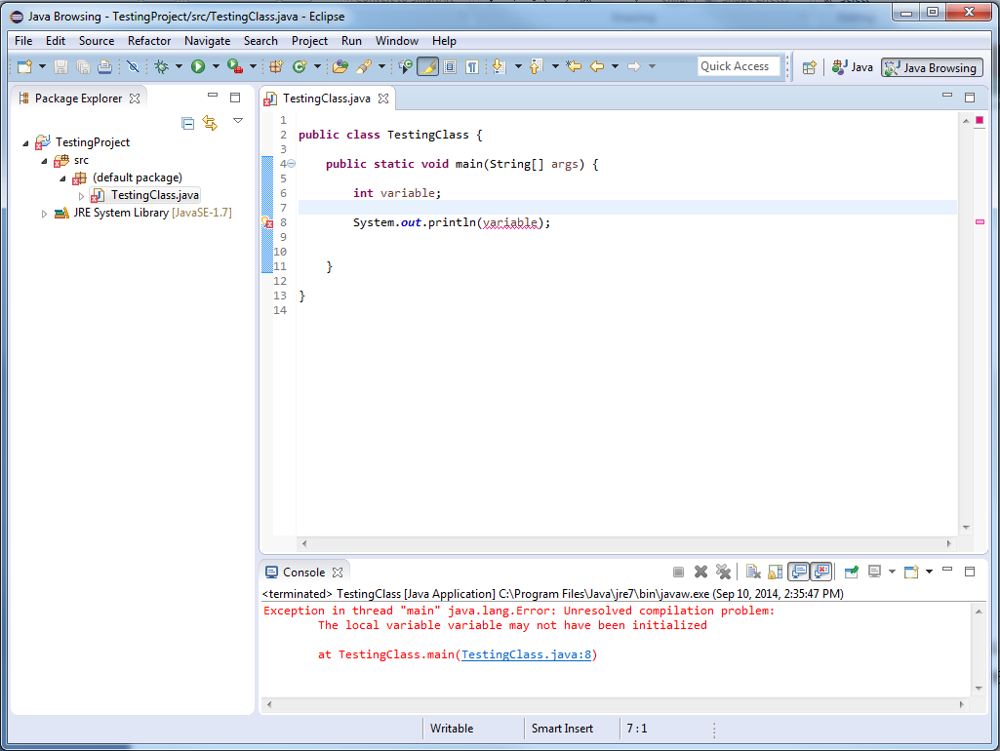 Java Browsing - TestingProject/src/TestingClass.java - Eclipse
File Edit Source Refactor Navigate Search Project Run Window Help
Quick Access Java Java Browsing
Package Explorer
TestingProject
src
(default package)
TestingClass.java
JRE System Library [JavaSE-1.7]
TestingClass.java
1
2 public class TestingClass {
3
4 public static void main(String[] args) {
5
6 int variable;
7
8 System.out.println(variable);
9
10
11 }
12
13 }
14
Console
<terminated> TestingClass [Java Application] C:\Program Files\Java\jre7\bin\javaw.exe (Sep 10, 2014, 2:35:47 PM)
Exception in thread "main" java.lang.Error: Unresolved compilation problem:
The local variable variable may not have been initialized
at TestingClass.main(TestingClass.java:8)
Writable Smart Insert 7 : 1